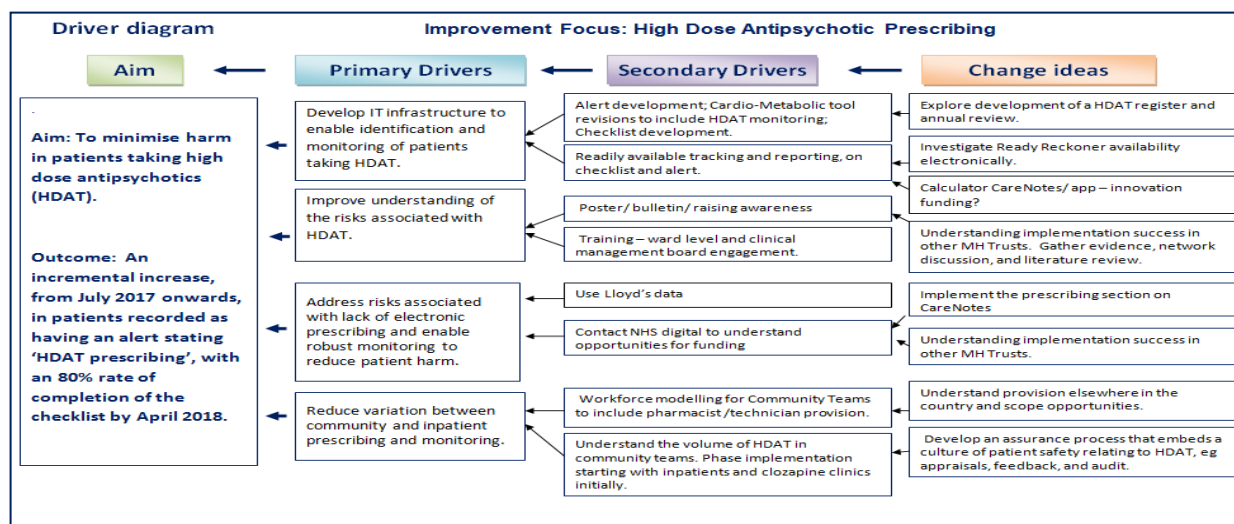 Driver diagram
Improvement Focus: High Dose Antipsychotic Prescribing
Aim
Primary Drivers
Secondary Drivers
Change ideas
.
Aim: To minimise harm
in patients taking high
dose antipsychotics
(HDAT).
Outcome: An
incremental increase,
from July 2017 onwards,
in patients recorded as
having an alert stating
‘HDAT prescribing’, with
an 80% rate of
completion of the
checklist by April 2018.
Develop IT infrastructure to
enable identification and
monitoring of patients
taking HDAT.
Improve understanding
of the risks associated with
HDAT.
Address risks associated
with lack of electronic
prescribing and enable
robust monitoring to
reduce patient harm.
Reduce variation between
community and inpatient
prescribing and monitoring.
Alert development; Cardio-Metabolic tool
revisions to include HDAT monitoring;
Checklist development.
Readily available tracking and reporting, on
checklist and alert.
Poster/ bulletin/ raising awareness
Training – ward level and clinical
management board engagement.
Use Lloyd’s data
Contact NHS digital to understand
opportunities for funding
Workforce modelling for Community Teams
to include pharmacist /technician provision.
Understand the volume of HDAT in
community teams. Phase implementation
starting with inpatients and clozapine clinics
initially.
Explore development of a HDAT register and
annual review.
Investigate Ready Reckoner availability
electronically.
Calculator CareNotes/ app – innovation
funding?
Understanding implementation success in
other MH Trusts. Gather evidence, network
discussion, and literature review.
Implement the prescribing section on
CareNotes
Understanding implementation success in
other MH Trusts.
Understand provision elsewhere in the
country and scope opportunities.
Develop an assurance process that embeds a
culture of patient safety relating to HDAT, eg
appraisals, feedback, and audit.